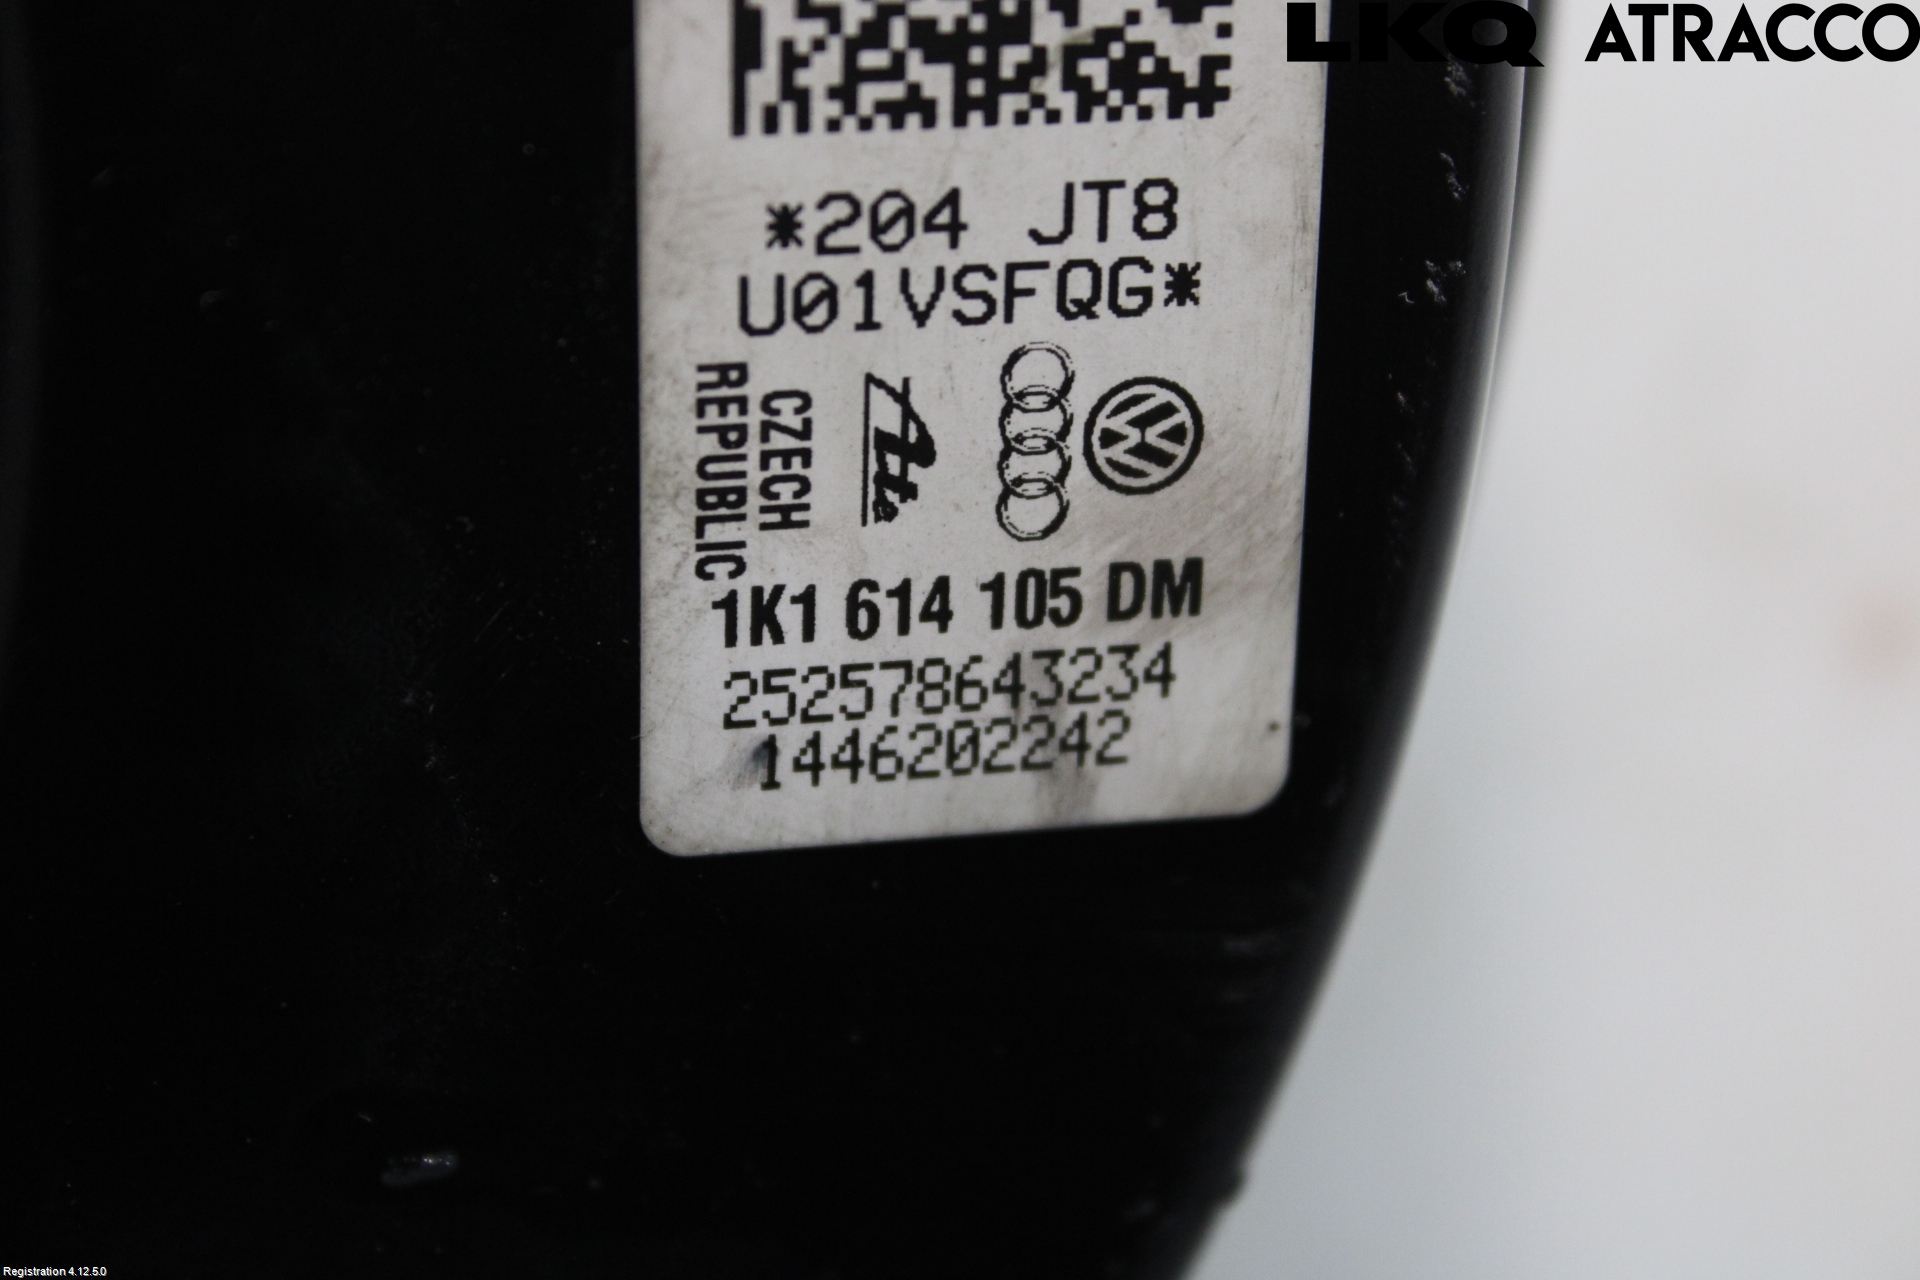 LKQ ATRACCO
*204 JT8
U01VSFQG*
CZECH
REPUBLIC
Ate
1K1 614 105 DM
252578643234
1446202242
Registration 4.12.5.0